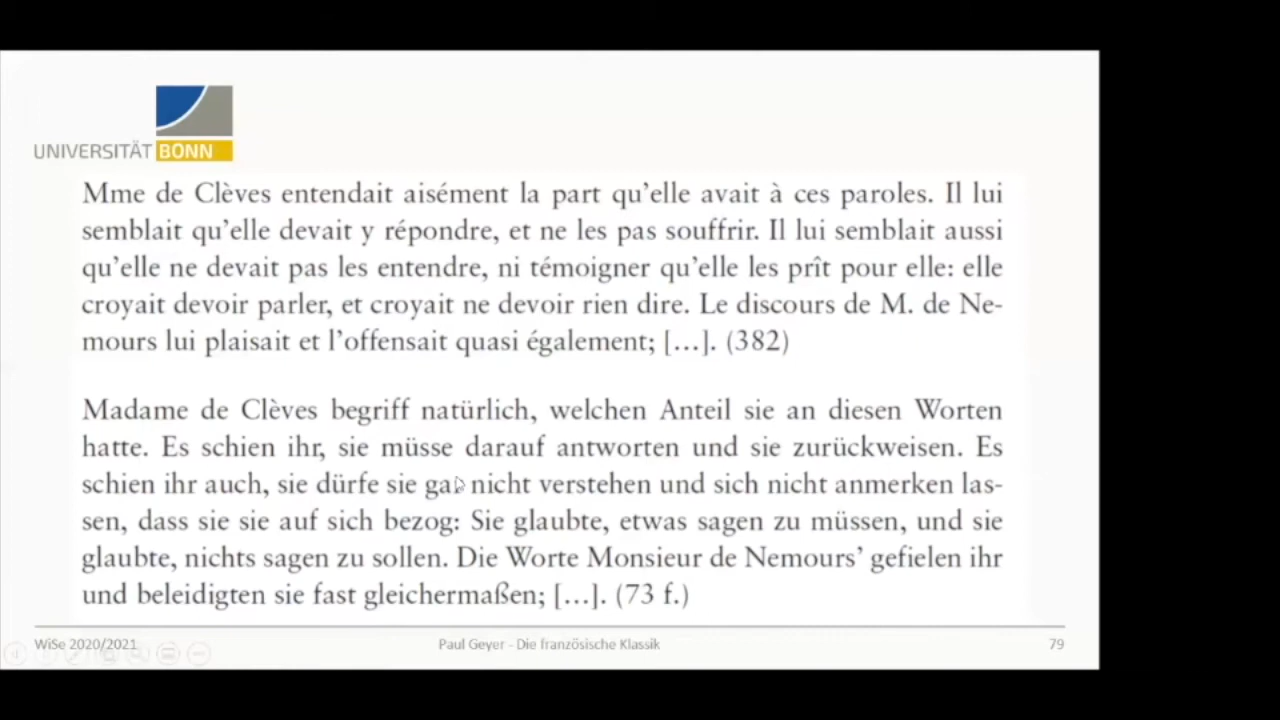 UNIVERSITÄT BONN
Mme de Clèves entendait aisément la part qu’elle avait à ces paroles. Il lui
semblait qu’elle devait y répondre, et ne les pas souffrir. Il lui semblait aussi
qu’elle ne devait pas les entendre, ni témoigner qu’elle les prît pour elle: elle
croyait devoir parler, et croyait ne devoir rien dire. Le discours de M. de Ne-
mours lui plaisait et l’offensait quasi également; […]. (382)
Madame de Clèves begriff natürlich, welchen Anteil sie an diesen Worten
hatte. Es schien ihr, sie müsse darauf antworten und sie zurückweisen. Es
schien ihr auch, sie dürfe sie gar nicht verstehen und sich nicht anmerken las-
sen, dass sie sie auf sich bezog: Sie glaubte, etwas sagen zu müssen, und sie
glaubte, nichts sagen zu sollen. Die Worte Monsieur de Nemours’ gefielen ihr
und beleidigten sie fast gleichermaßen; […]. (73 f.)
WiSe 2020/2021
Paul Geyer - Die französische Klassik
79